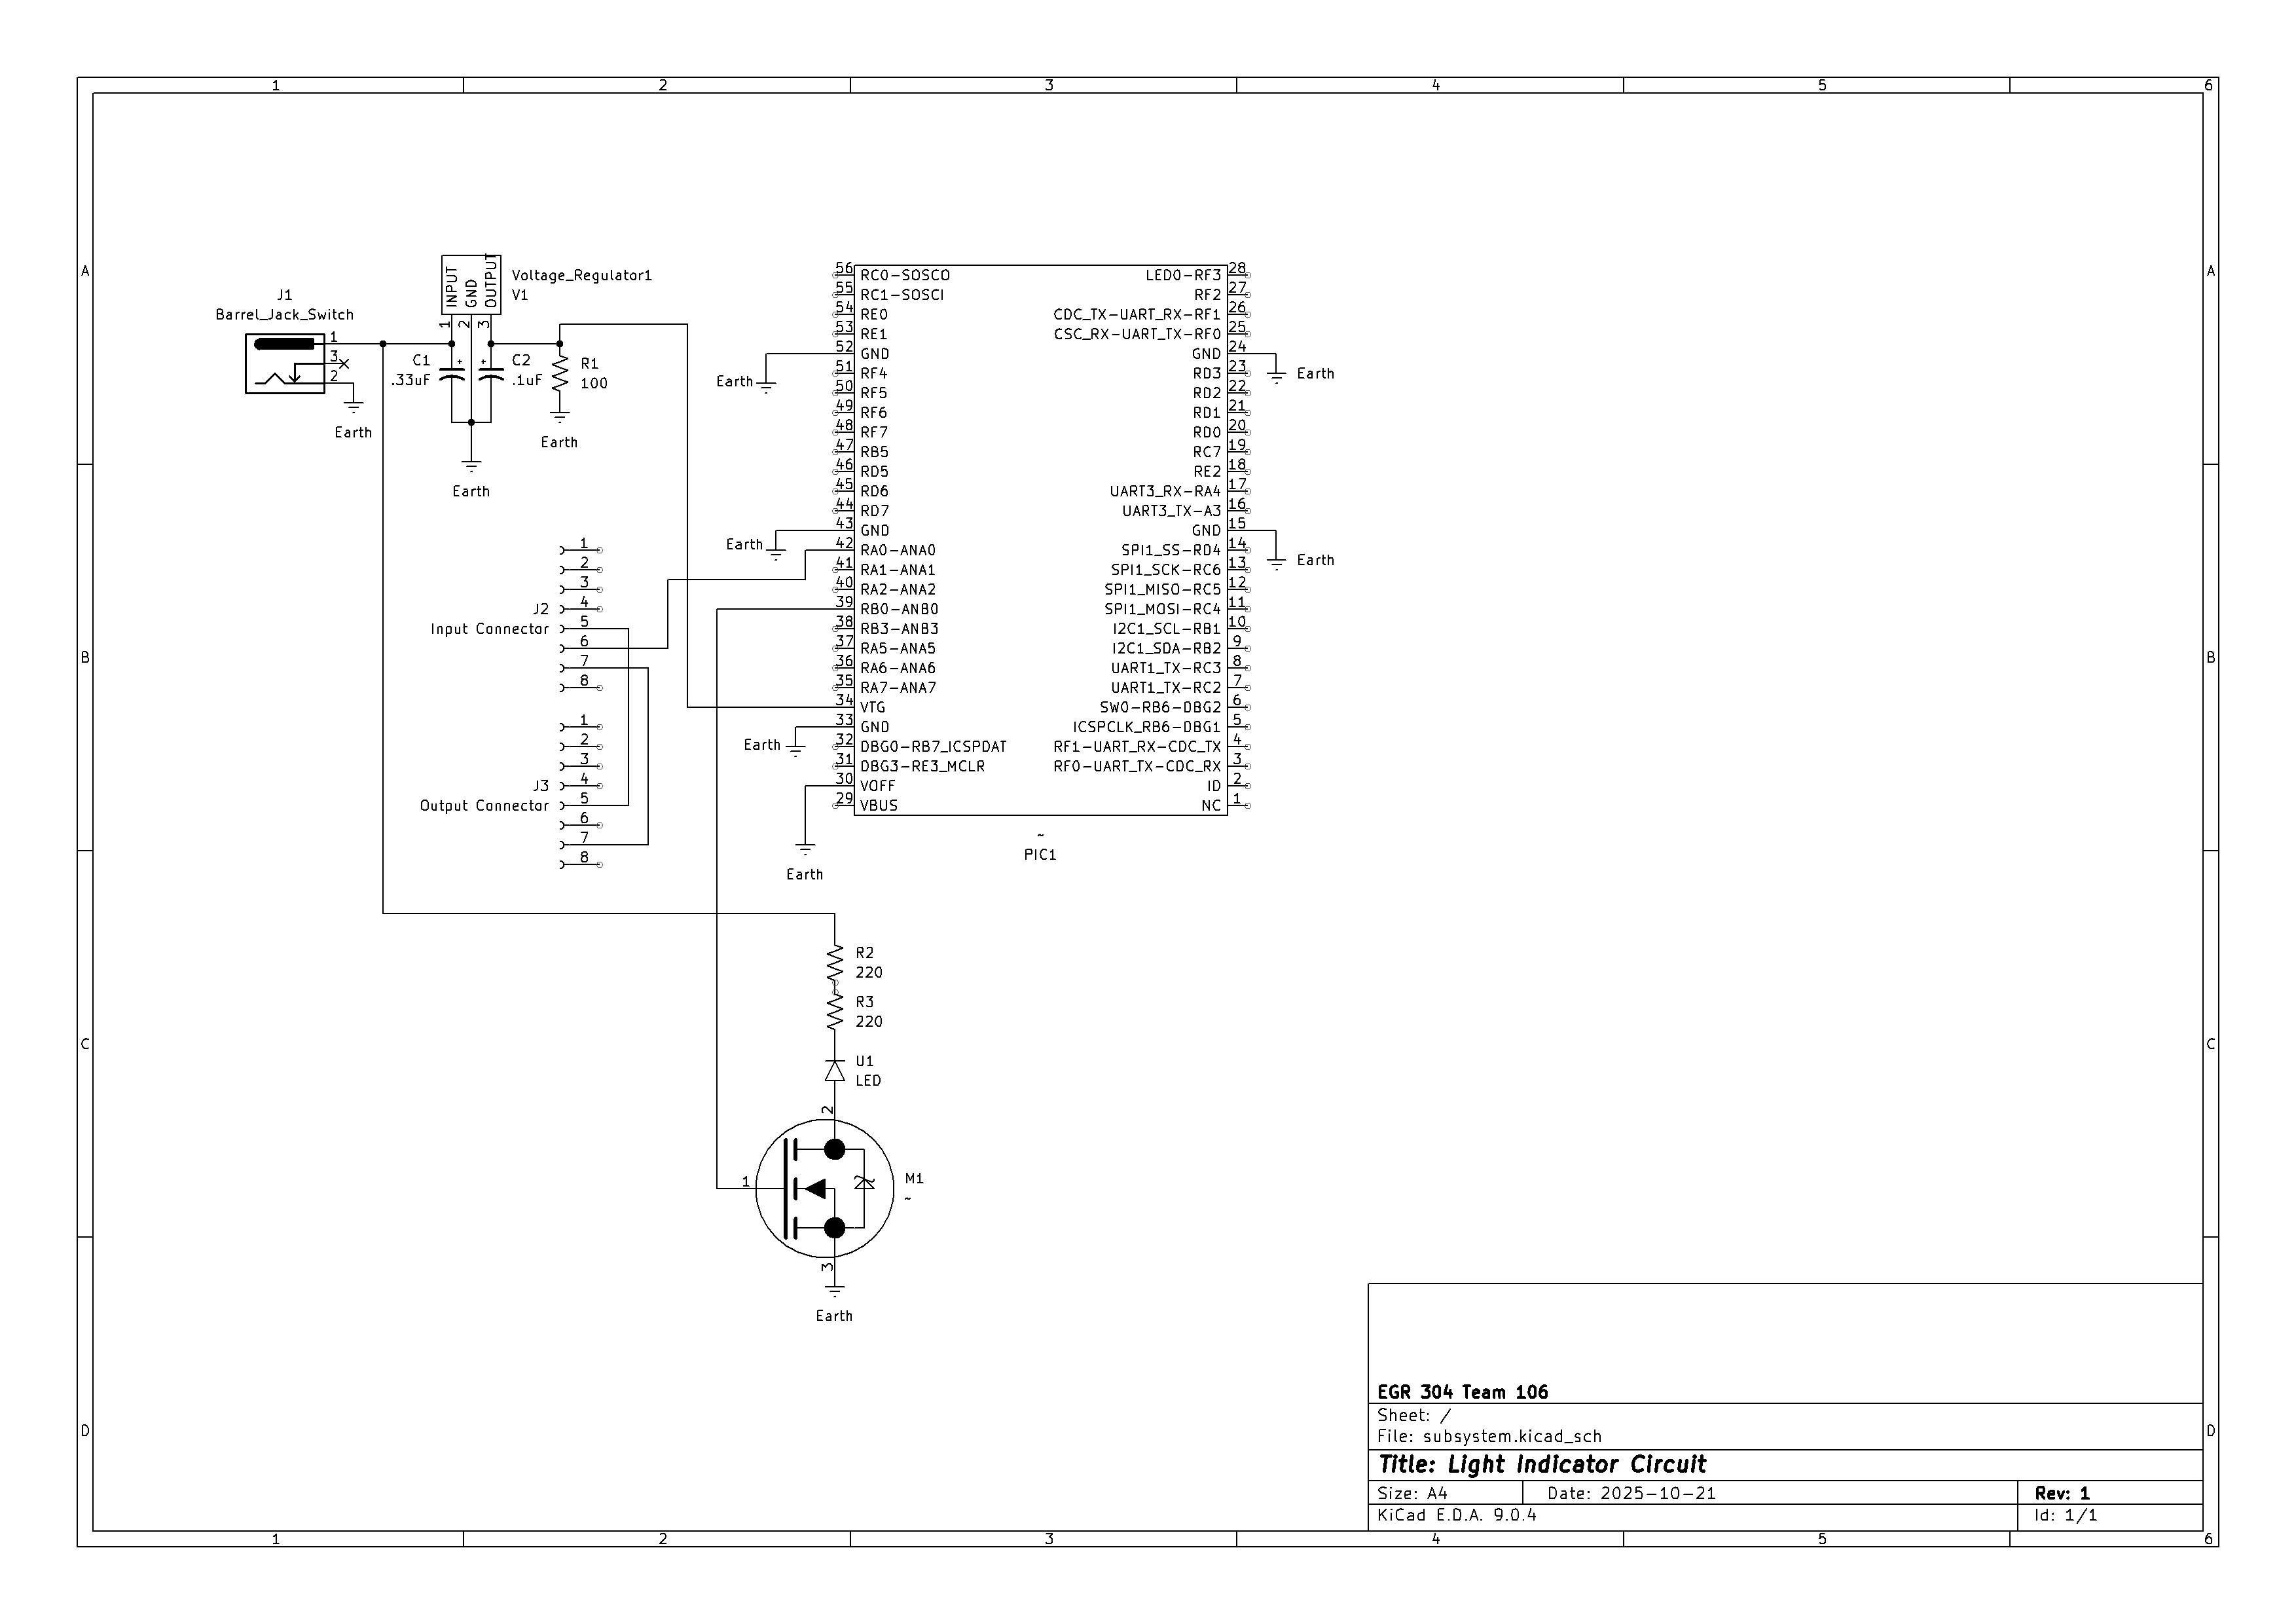 1 2 3 4 5 6
A A
B B
C C
D D
1 2 3 4 5 6
J1
Barrel_Jack_Switch
1
3
2
Earth
INPUT
GND
OUTPUT
1
2
3
Voltage_Regulator1
V1
C1
.33uF
+
C2
.1uF
+
R1
100
Earth
Earth
1
2
3
4
5
6
7
8
J2
Input Connector
1
2
3
4
5
6
7
8
J3
Output Connector
56 RC0-SOSCO
55 RC1-SOSCI
54 RE0
53 RE1
52 GND
51 RF4
50 RF5
49 RF6
48 RF7
47 RB5
46 RD5
45 RD6
44 RD7
43 GND
42 RA0-ANA0
41 RA1-ANA1
40 RA2-ANA2
39 RB0-ANB0
38 RB3-ANB3
37 RA5-ANA5
36 RA6-ANA6
35 RA7-ANA7
34 VTG
33 GND
32 DBG0-RB7_ICSPDAT
31 DBG3-RE3_MCLR
30 VOFF
29 VBUS
LED0-RF3 28
RF2 27
CDC_TX-UART_RX-RF1 26
CSC_RX-UART_TX-RF0 25
GND 24
RD3 23
RD2 22
RD1 21
RD0 20
RC7 19
RE2 18
UART3_RX-RA4 17
UART3_TX-A3 16
GND 15
SPI1_SS-RD4 14
SPI1_SCK-RC6 13
SPI1_MISO-RC5 12
SPI1_MOSI-RC4 11
I2C1_SCL-RB1 10
I2C1_SDA-RB2 9
UART1_TX-RC3 8
UART1_TX-RC2 7
SW0-RB6-DBG2 6
ICSPCLK_RB6-DBG1 5
RF1-UART_RX-CDC_TX 4
RF0-UART_TX-CDC_RX 3
ID 2
NC 1
Earth
Earth
Earth
Earth
Earth
Earth
~
PIC1
R2
220
R3
220
U1
LED
2
1
3
M1
~
Earth
EGR 304 Team 106
Sheet: /
File: subsystem.kicad_sch
Title: Light Indicator Circuit
Size: A4 Date: 2025-10-21 Rev: 1
KiCad E.D.A. 9.0.4 Id: 1/1